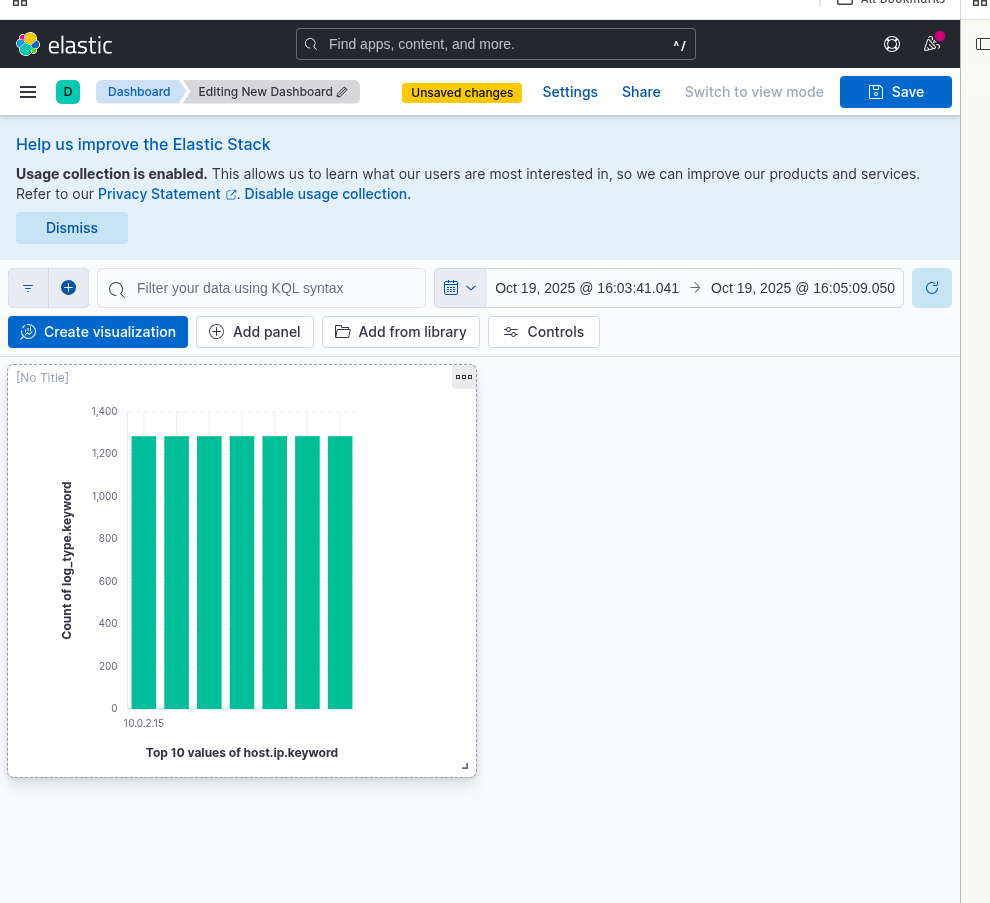 All Bookmarks
elastic
Find apps, content, and more.
^/
D
Dashboard
Editing New Dashboard
Unsaved changes
Settings
Share
Switch to view mode
Save
Help us improve the Elastic Stack
Usage collection is enabled. This allows us to learn what our users are most interested in, so we can improve our products and services.
Refer to our Privacy Statement . Disable usage collection.
Dismiss
Filter your data using KQL syntax
Oct 19, 2025 @ 16:03:41.041 → Oct 19, 2025 @ 16:05:09.050
Create visualization
Add panel
Add from library
Controls
[No Title]
1,400
1,200
1,000
800
600
400
200
0
Count of log_type.keyword
10.0.2.15
Top 10 values of host.ip.keyword